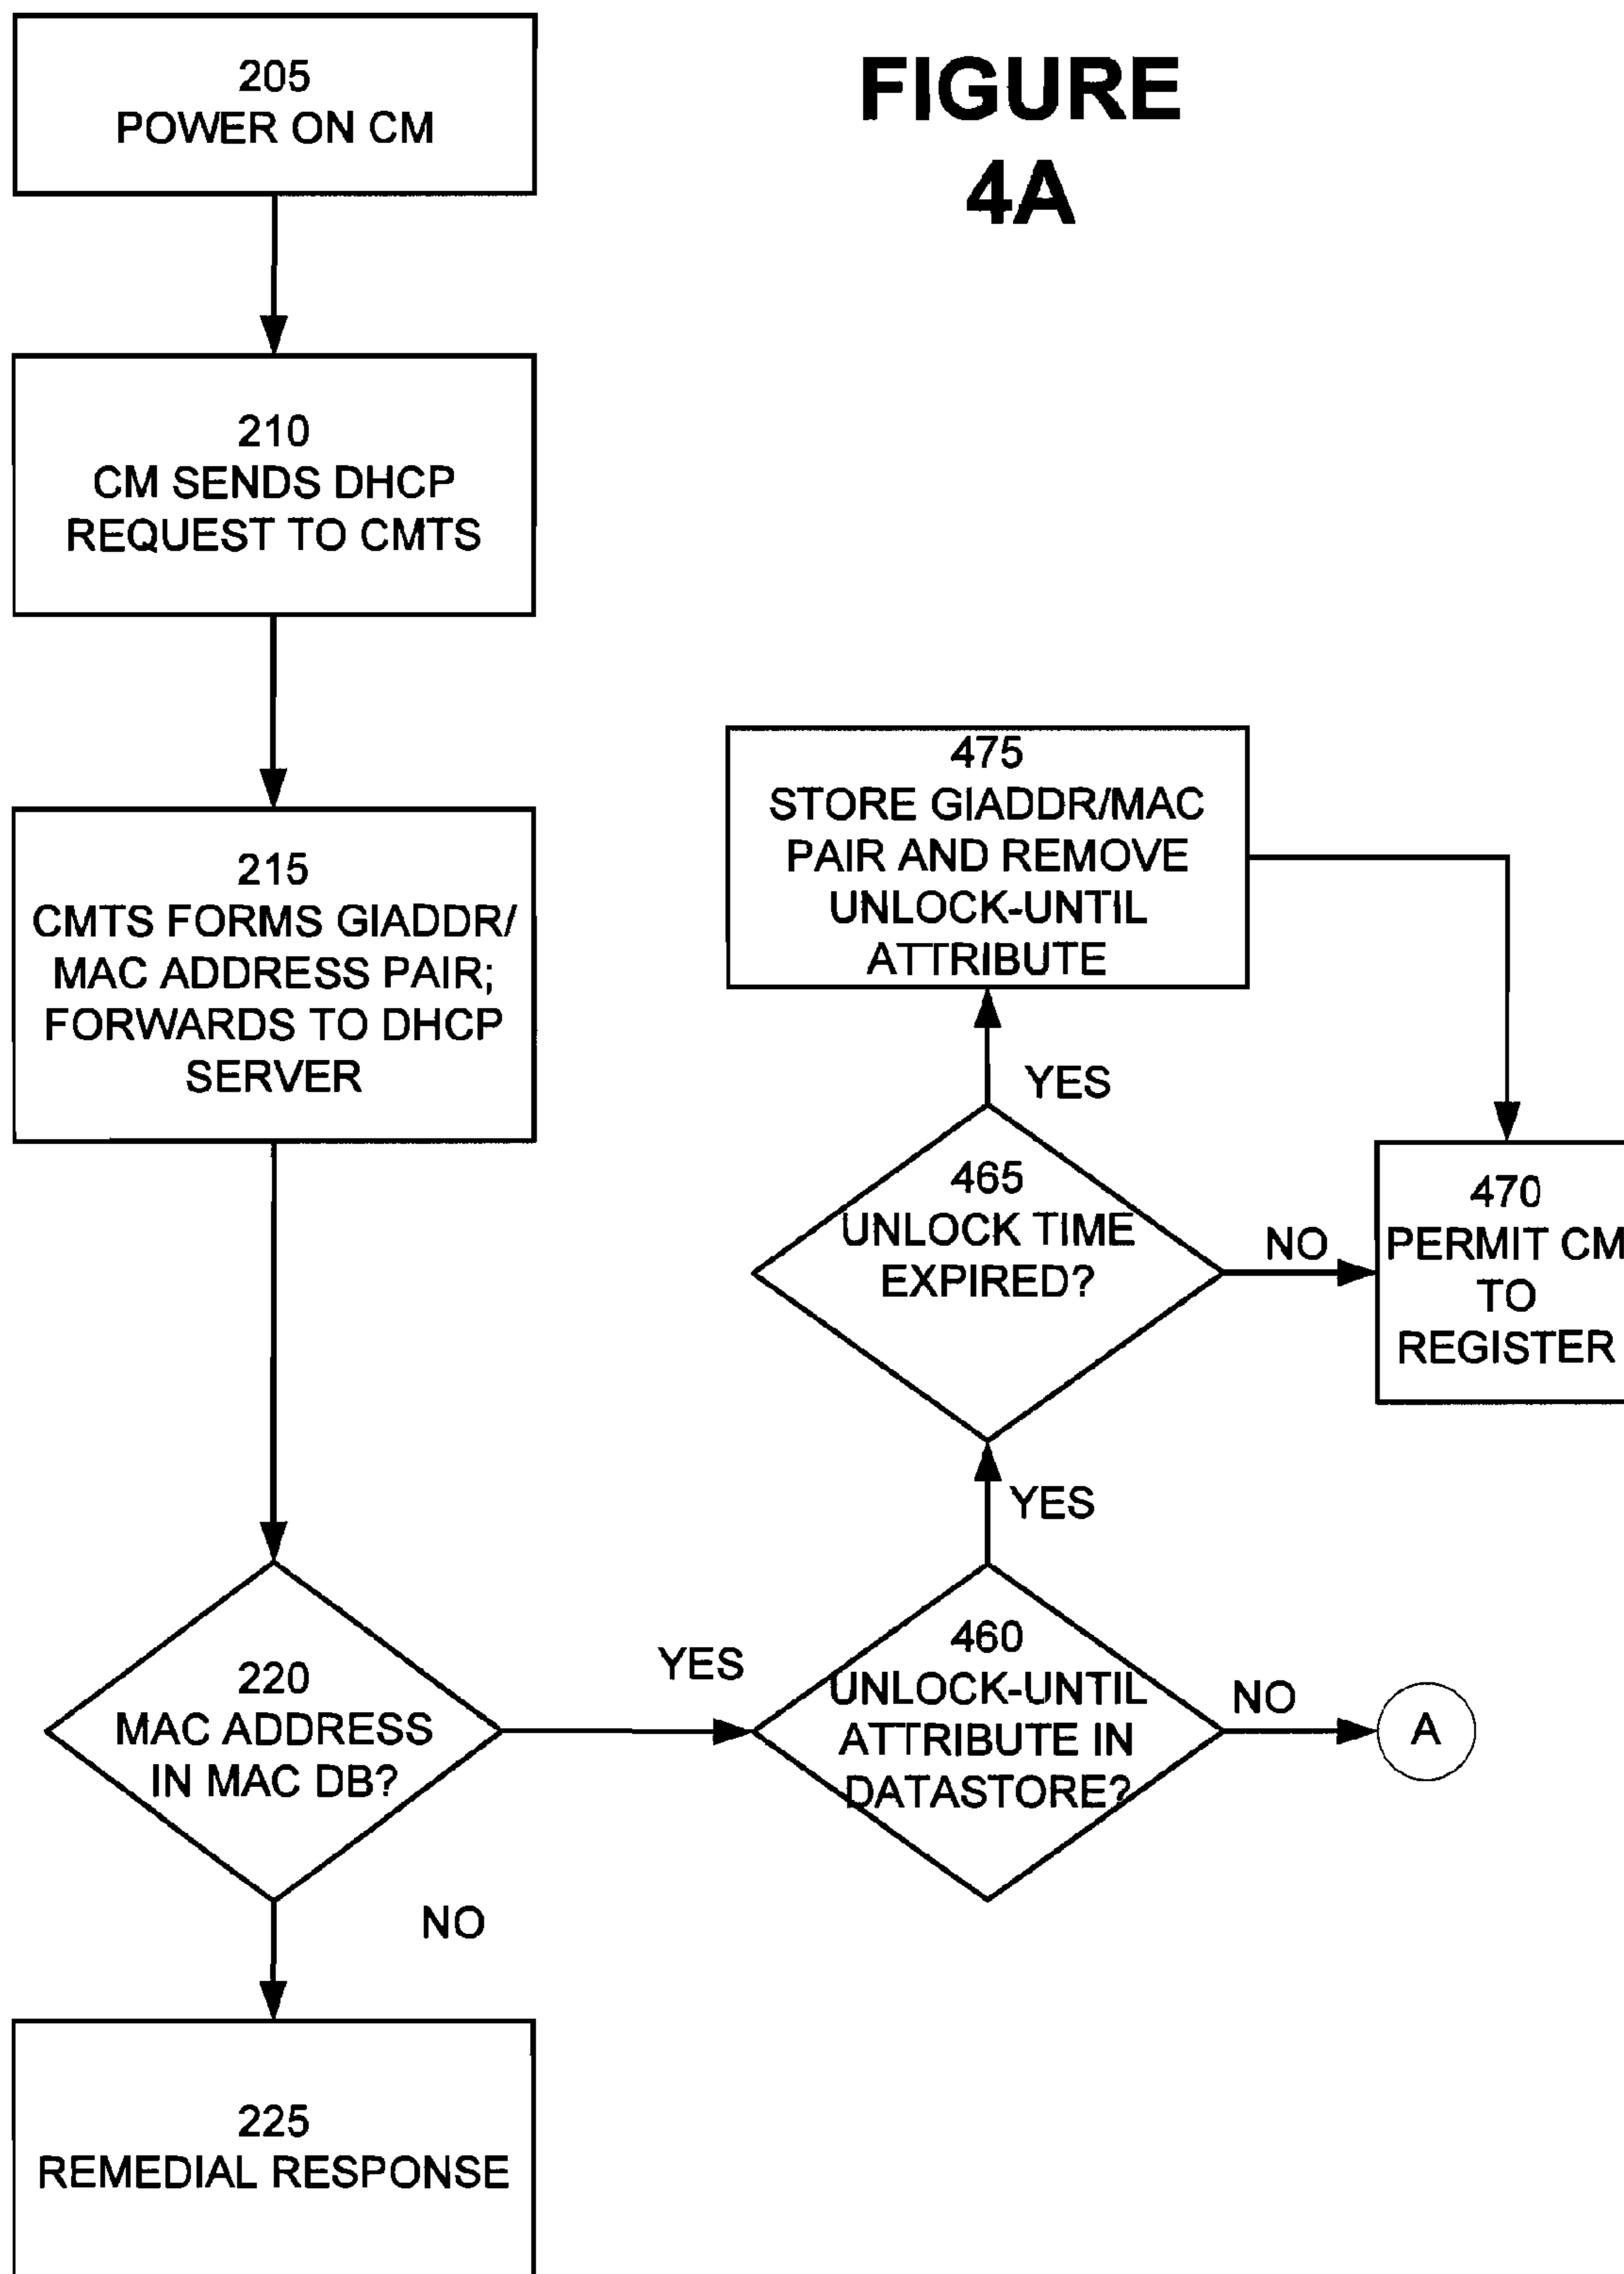 FIGURE
4A
205
POWER ON CM
210
CM SENDS DHCP
REQUEST TO CMTS
215
CMTS FORMS GIADDR/
MAC ADDRESS PAIR;
FORWARDS TO DHCP
SERVER
475
STORE GIADDR/MAC
PAIR AND REMOVE
UNLOCK-UNTIL
ATTRIBUTE
YES
465
UNLOCK TIME
EXPIRED?
NO
470
PERMIT CM
TO
REGISTER
YES
220
MAC ADDRESS
IN MAC DB?
YES
460
UNLOCK-UNTIL
ATTRIBUTE IN
DATASTORE?
NO
A
NO
225
REMEDIAL RESPONSE